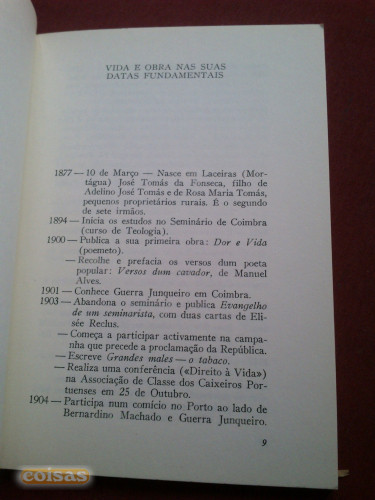 VIDA E OBRA NAS SUAS
DATAS FUNDAMENTAIS
1877 — 10 de Março — Nasce em Laceiras (Mor-
tágua) José Tomás da Fonseca, filho de
Adelino José Tomás e de Rosa Maria Tomás,
pequenos proprietários rurais. É o segundo
de sete irmãos.
1894 — Inicia os estudos no Seminário de Coimbra
(curso de Teologia).
1900 — Publica a sua primeira obra: Dor e Vida
(poemeto).
— Recolhe e prefacia os versos dum poeta
popular: Versos dum cavador, de Manuel
Alves.
1901 — Conhece Guerra Junqueiro em Coimbra.
1903 — Abandona o seminário e publica Evangelho
de um seminarista, com duas cartas de Eli-
sée Reclus.
— Começa a participar activamente na campa-
nha que precede a proclamação da República.
— Escreve Grandes males — o tabaco.
— Realiza uma conferência («Direito à Vida»)
na Associação de Classe dos Caixeiros Por-
tuenses em 25 de Outubro.
1904 — Participa num comício no Porto ao lado de
Bernardino Machado e Guerra Junqueiro.
9
coisas